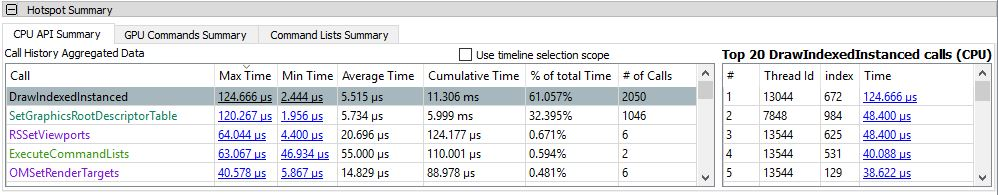 Hotspot Summary
CPU API Summary GPU Commands Summary Command Lists Summary
Call History Aggregated Data Use timeline selection scope
Call Max Time Min Time Average Time Cumulative Time % of total Time # of Calls
DrawIndexedInstanced 124.666 µs 2.444 µs 5.515 µs 11.306 ms 61.057% 2050
SetGraphicsRootDescriptorTable 120.267 µs 1.956 µs 5.734 µs 5.999 ms 32.395% 1046
RSSetViewports 64.044 µs 4.400 µs 20.696 µs 124.177 µs 0.671% 6
ExecuteCommandLists 63.067 µs 46.934 µs 55.000 µs 110.001 µs 0.594% 2
OMSetRenderTargets 40.578 µs 5.867 µs 14.829 µs 88.978 µs 0.481% 6
Top 20 DrawIndexedInstanced calls (CPU)
# Thread Id index Time
1 13044 672 124.666 µs
2 7848 984 48.400 µs
3 13544 625 48.400 µs
4 13544 531 40.088 µs
5 13544 129 38.622 µs